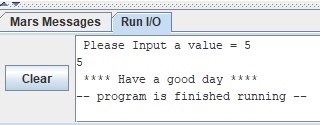 Mars Messages Run I/O
Please Input a value = 5
5
Clear
**** Have a good day ****
-- program is finished running --